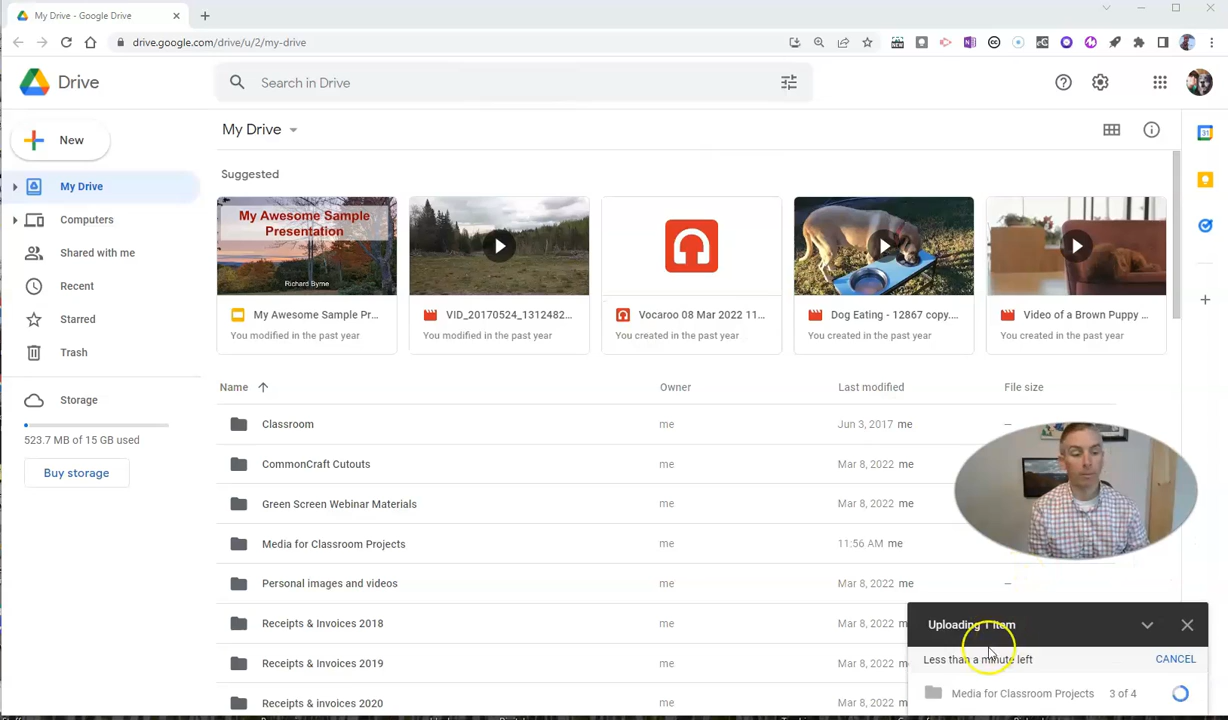 My Drive - Google Drive
drive.google.com/drive/u/2/my-drive
Drive
Search in Drive
New
My Drive
My Drive
Computers
Shared with me
Recent
Starred
Trash
Storage
523.7 MB of 15 GB used
Buy storage
Suggested
My Awesome Sample
Presentation
Richard Byrne
My Awesome Sample Pr...
You modified in the past year
VID_20170524_1312482...
You modified in the past year
Vocaroo 08 Mar 2022 11...
You created in the past year
Dog Eating - 12867 copy....
You created in the past year
Video of a Brown Puppy ...
You created in the past year
Name Owner Last modified File size
Classroom me Jun 3, 2017 me –
CommonCraft Cutouts me Mar 8, 2022 me
Green Screen Webinar Materials me Mar 8, 2022 me
Media for Classroom Projects me 11:56 AM me
Personal images and videos me Mar 8, 2022 me –
Receipts & Invoices 2018 me Mar 8, 2022 me
Receipts & Invoices 2019 me Mar 8, 2022 me
Receipts & invoices 2020 me Mar 8, 2022 me
Uploading 1 item
Less than a minute left CANCEL
Media for Classroom Projects 3 of 4
31